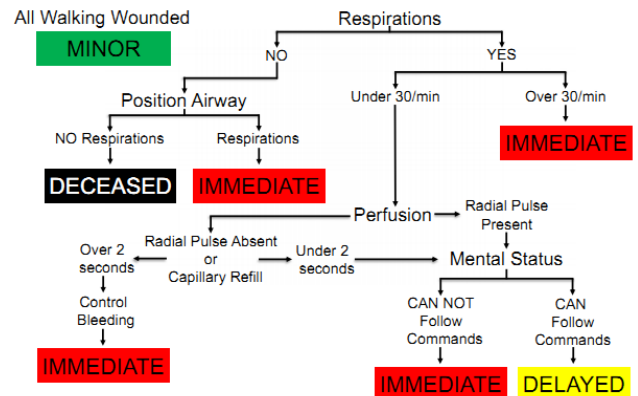 All Walking Wounded
MINOR
Respirations
NO
YES
Position Airway
Under 30/min
Over 30/min
NO Respirations
Respirations
IMMEDIATE
DECEASED
IMMEDIATE
Perfusion
Radial Pulse
Present
Over 2
seconds
Radial Pulse Absent
or
Capillary Refill
Under 2
seconds
Mental Status
Control
Bleeding
CAN NOT
Follow
Commands
CAN
Follow
Commands
IMMEDIATE
IMMEDIATE
DELAYED